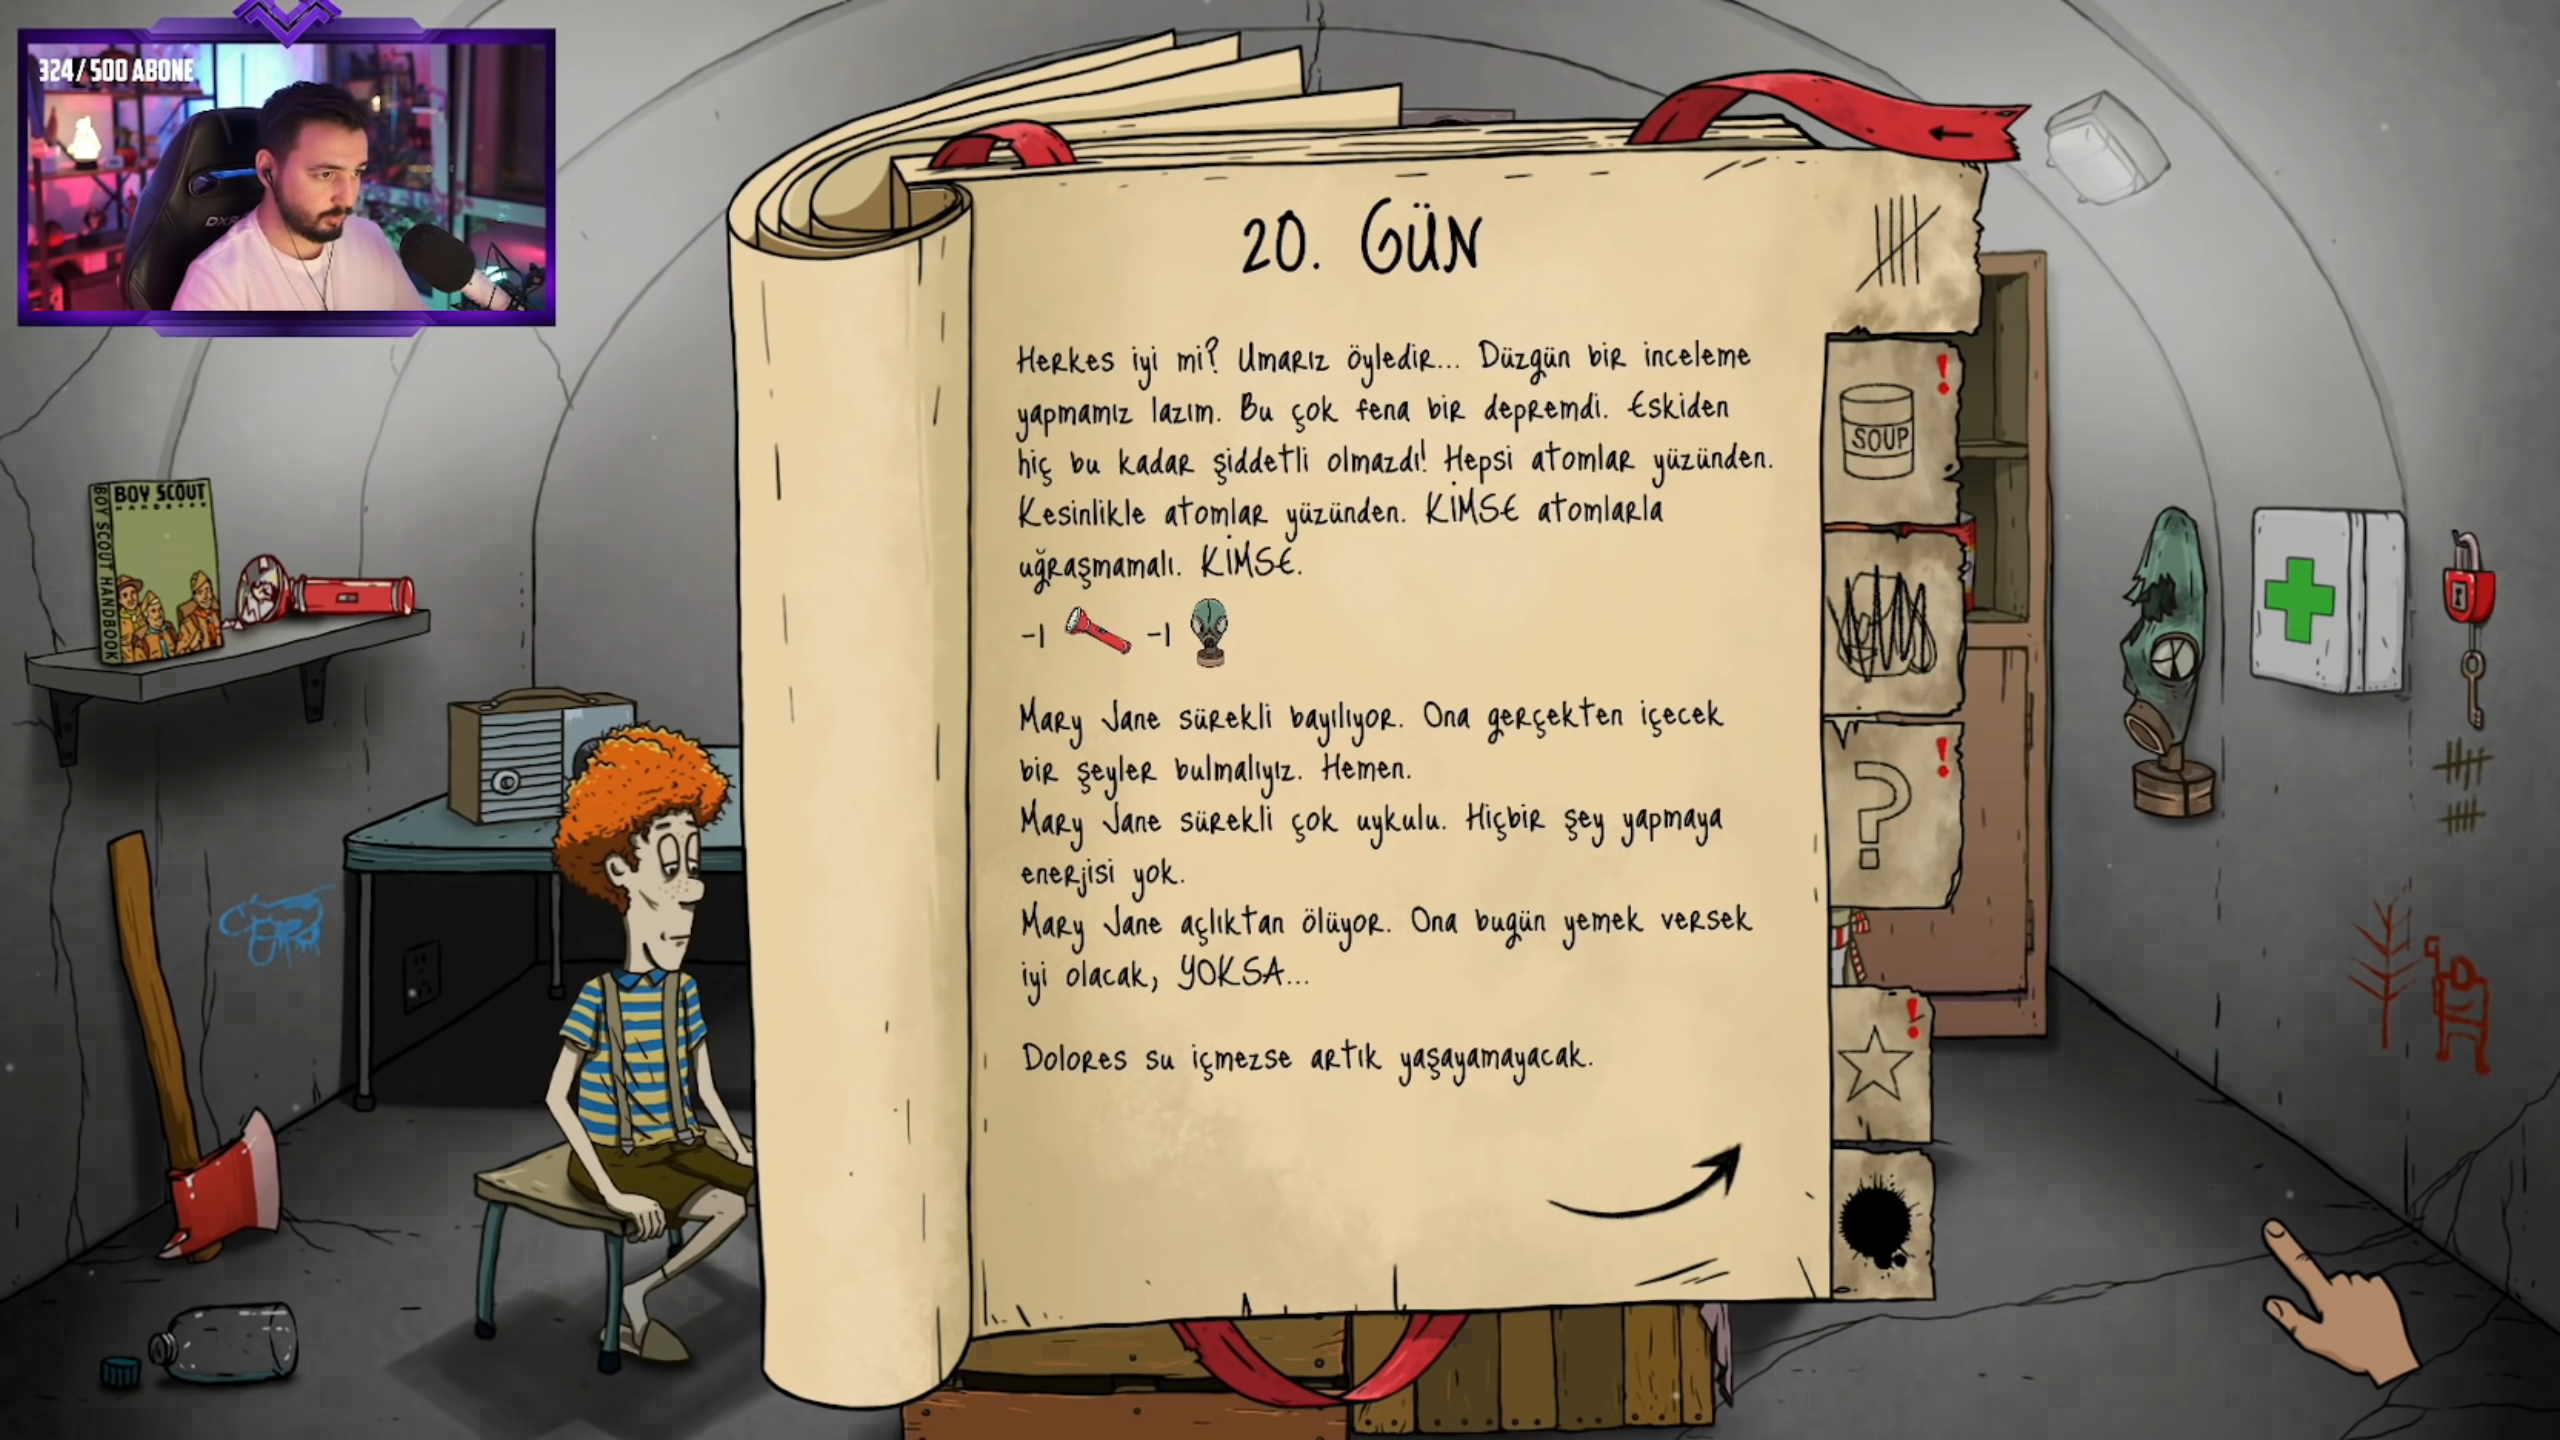 324/ 500 ABONE
20. GÜN
Herkes iyi mi? Umarız öyledir... Düzgün bir inceleme
yapmamız lazım. Bu çok fena bir depremdi. Eskiden
hiç bu kadar şiddetli olmazdı! Hepsi atomlar yüzünden.
Kesinlikle atomlar yüzünden. KİMSE atomlarla
uğraşmamalı. KİMSE.
-1 -1
Mary Jane sürekli bayılıyor. Ona gerçekten içecek
bir şeyler bulmalıyız. Hemen.
Mary Jane sürekli çok uykulu. Hiçbir şey yapmaya
enerjisi yok.
Mary Jane açlıktan ölüyor. Ona bugün yemek versek
iyi olacak, YOKSA...
Dolores su içmezse artık yaşayamayacak.
SOUP
BOY SCOUT
HANDBOOK
BOY SCOUT HANDBOOK